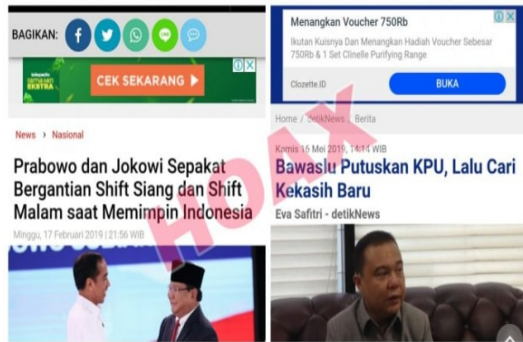 BAGIKAN:
CEK SEKARANG
News › Nasional
Prabowo dan Jokowi Sepakat
Bergantian Shift Siang dan Shift
Malam saat Memimpin Indonesia
Minggu, 17 Februari 2019 | 21:56 WIB
Menangkan Voucher 750Rb
Ikutan Kuisnya Dan Menangkan Hadiah Voucher Sebesar
750Rb & 1 Set Clinelle Purifying Range
Clozette.ID
BUKA
Home / detikNews / Berita
Kamis 16 Mei 2019, 14:14 WIB
Bawaslu Putuskan KPU, Lalu Cari
Kekasih Baru
Eva Safitri - detikNews
HOAX